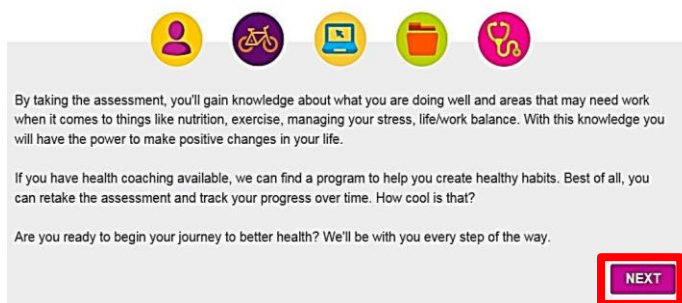 By taking the assessment, you'll gain knowledge about what you are doing well and areas that may need work
when it comes to things like nutrition, exercise, managing your stress, life/work balance. With this knowledge you
will have the power to make positive changes in your life.
If you have health coaching available, we can find a program to help you create healthy habits. Best of all, you
can retake the assessment and track your progress over time. How cool is that?
Are you ready to begin your journey to better health? We'll be with you every step of the way.
NEXT